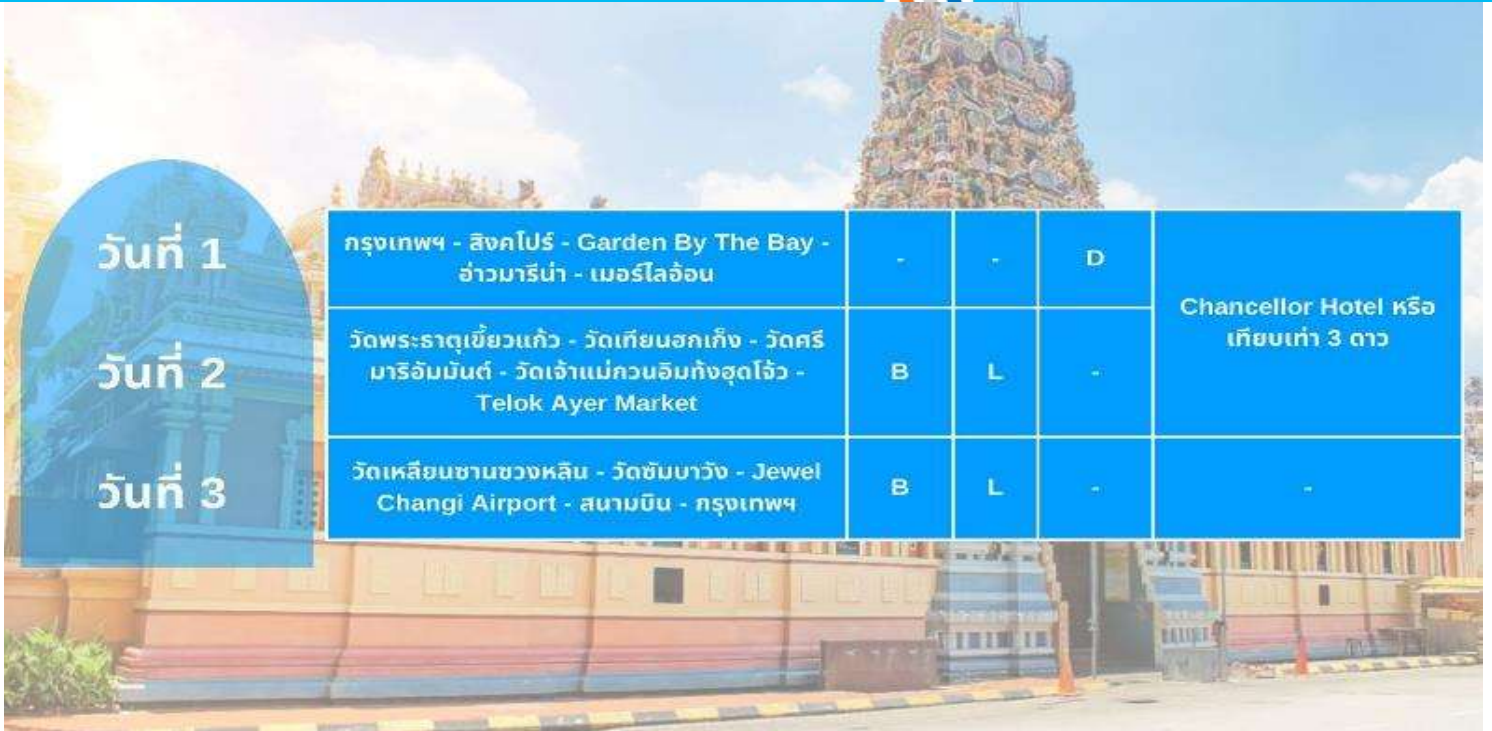 วันที่ 1
กรุงเทพฯ - สิงคโปร์ - Garden By The Bay -
อ่าวมารีน่า - เมอร์ไลอ้อน
-
-
D
Chancellor Hotel หรือ
เทียบเท่า 3 ดาว
วันที่ 2
วัดพระธาตุเขี้ยวแก้ว - วัดเทียนฮกเก็ง - วัดศรี
มาริอัมมันต์ - วัดเจ้าแม่กวนอิมทังฮุดโจ้ว -
Telok Ayer Market
B
L
-
วันที่ 3
วัดเหลียนซานซวงหลิน - วัดซัมบาวัง - Jewel
Changi Airport - สนามบิน - กรุงเทพฯ
B
L
-
-